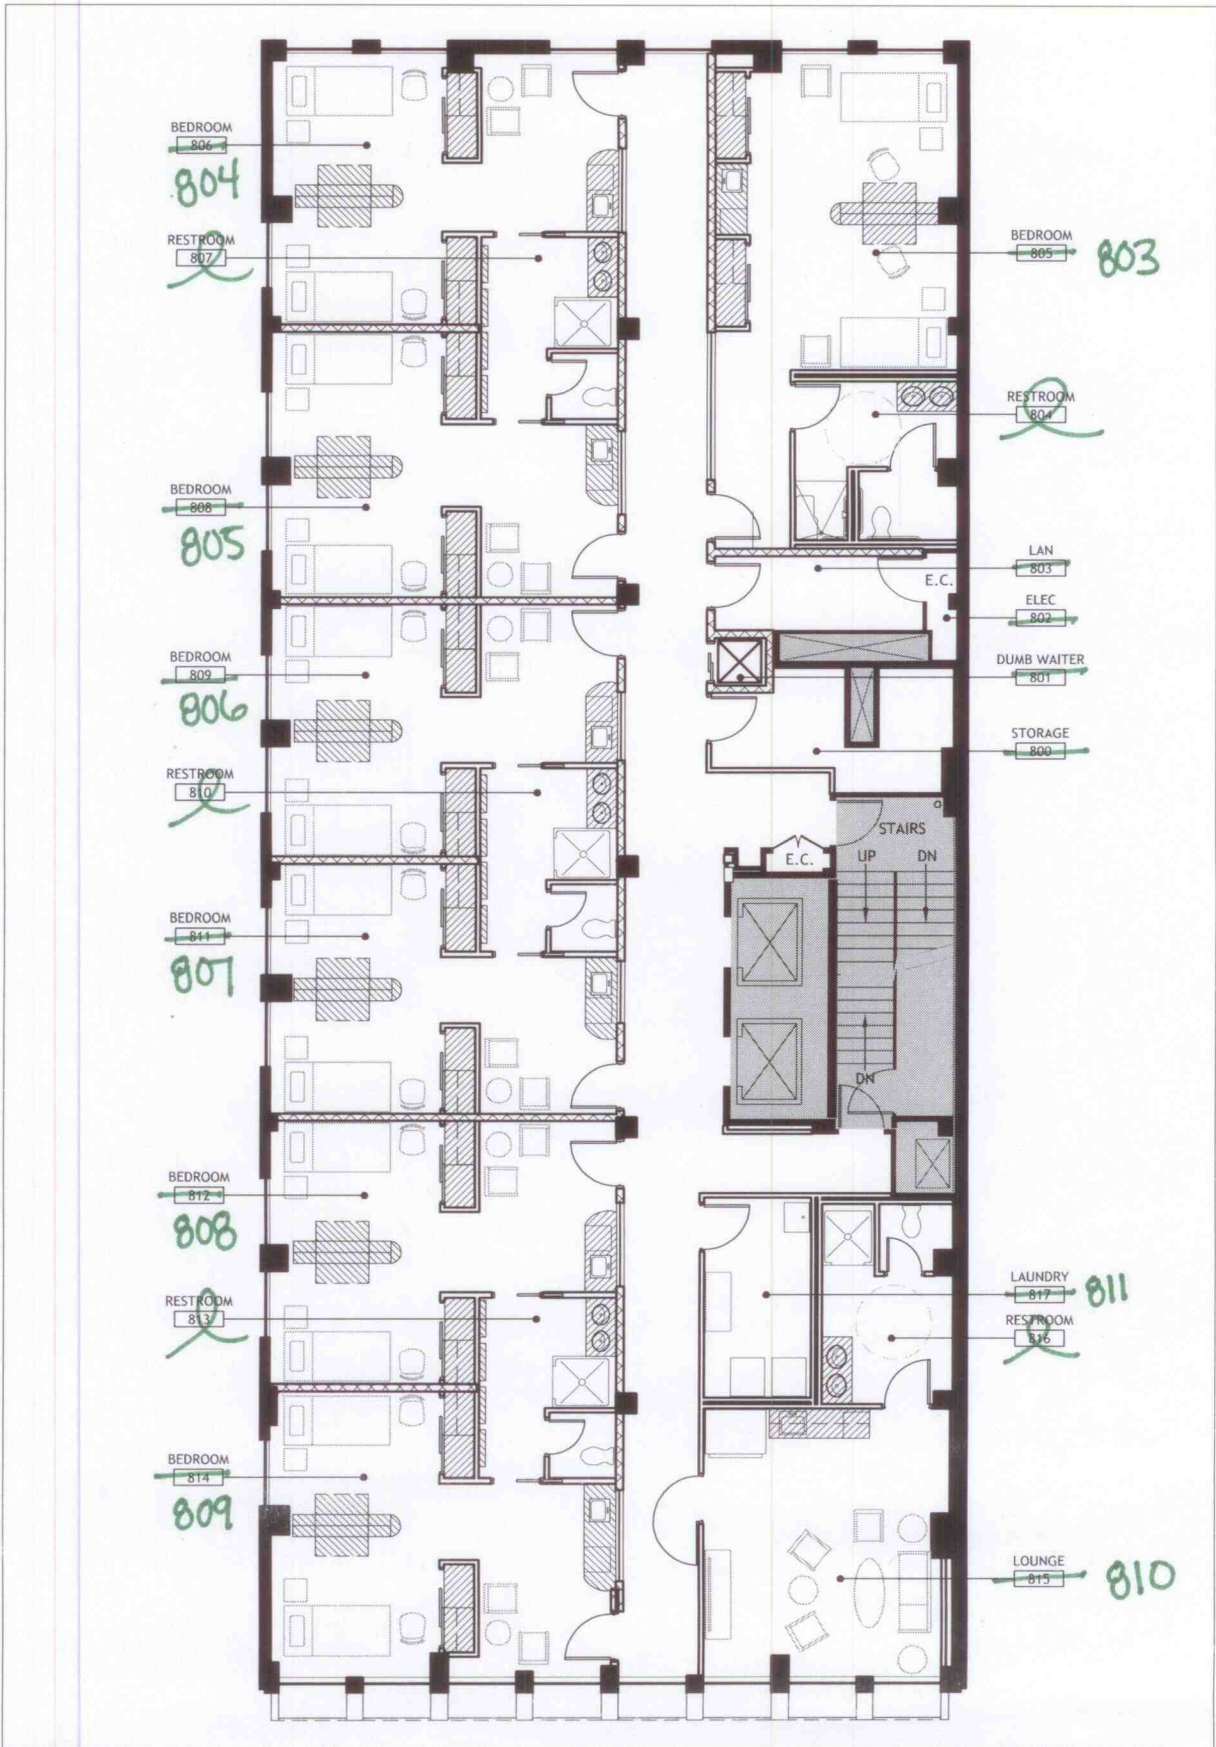 BEDROOM
806
804
RESTROOM
807
BEDROOM
805
803
RESTROOM
804
BEDROOM
808
805
LAN
803
E.C.
ELEC
802
BEDROOM
809
806
DUMB WAITER
801
STORAGE
800
RESTROOM
810
STAIRS
UP DN
E.C.
BEDROOM
811
807
DN
BEDROOM
812
808
LAUNDRY
817 811
RESTROOM
816
RESTROOM
813
BEDROOM
814
809
LOUNGE
815 810